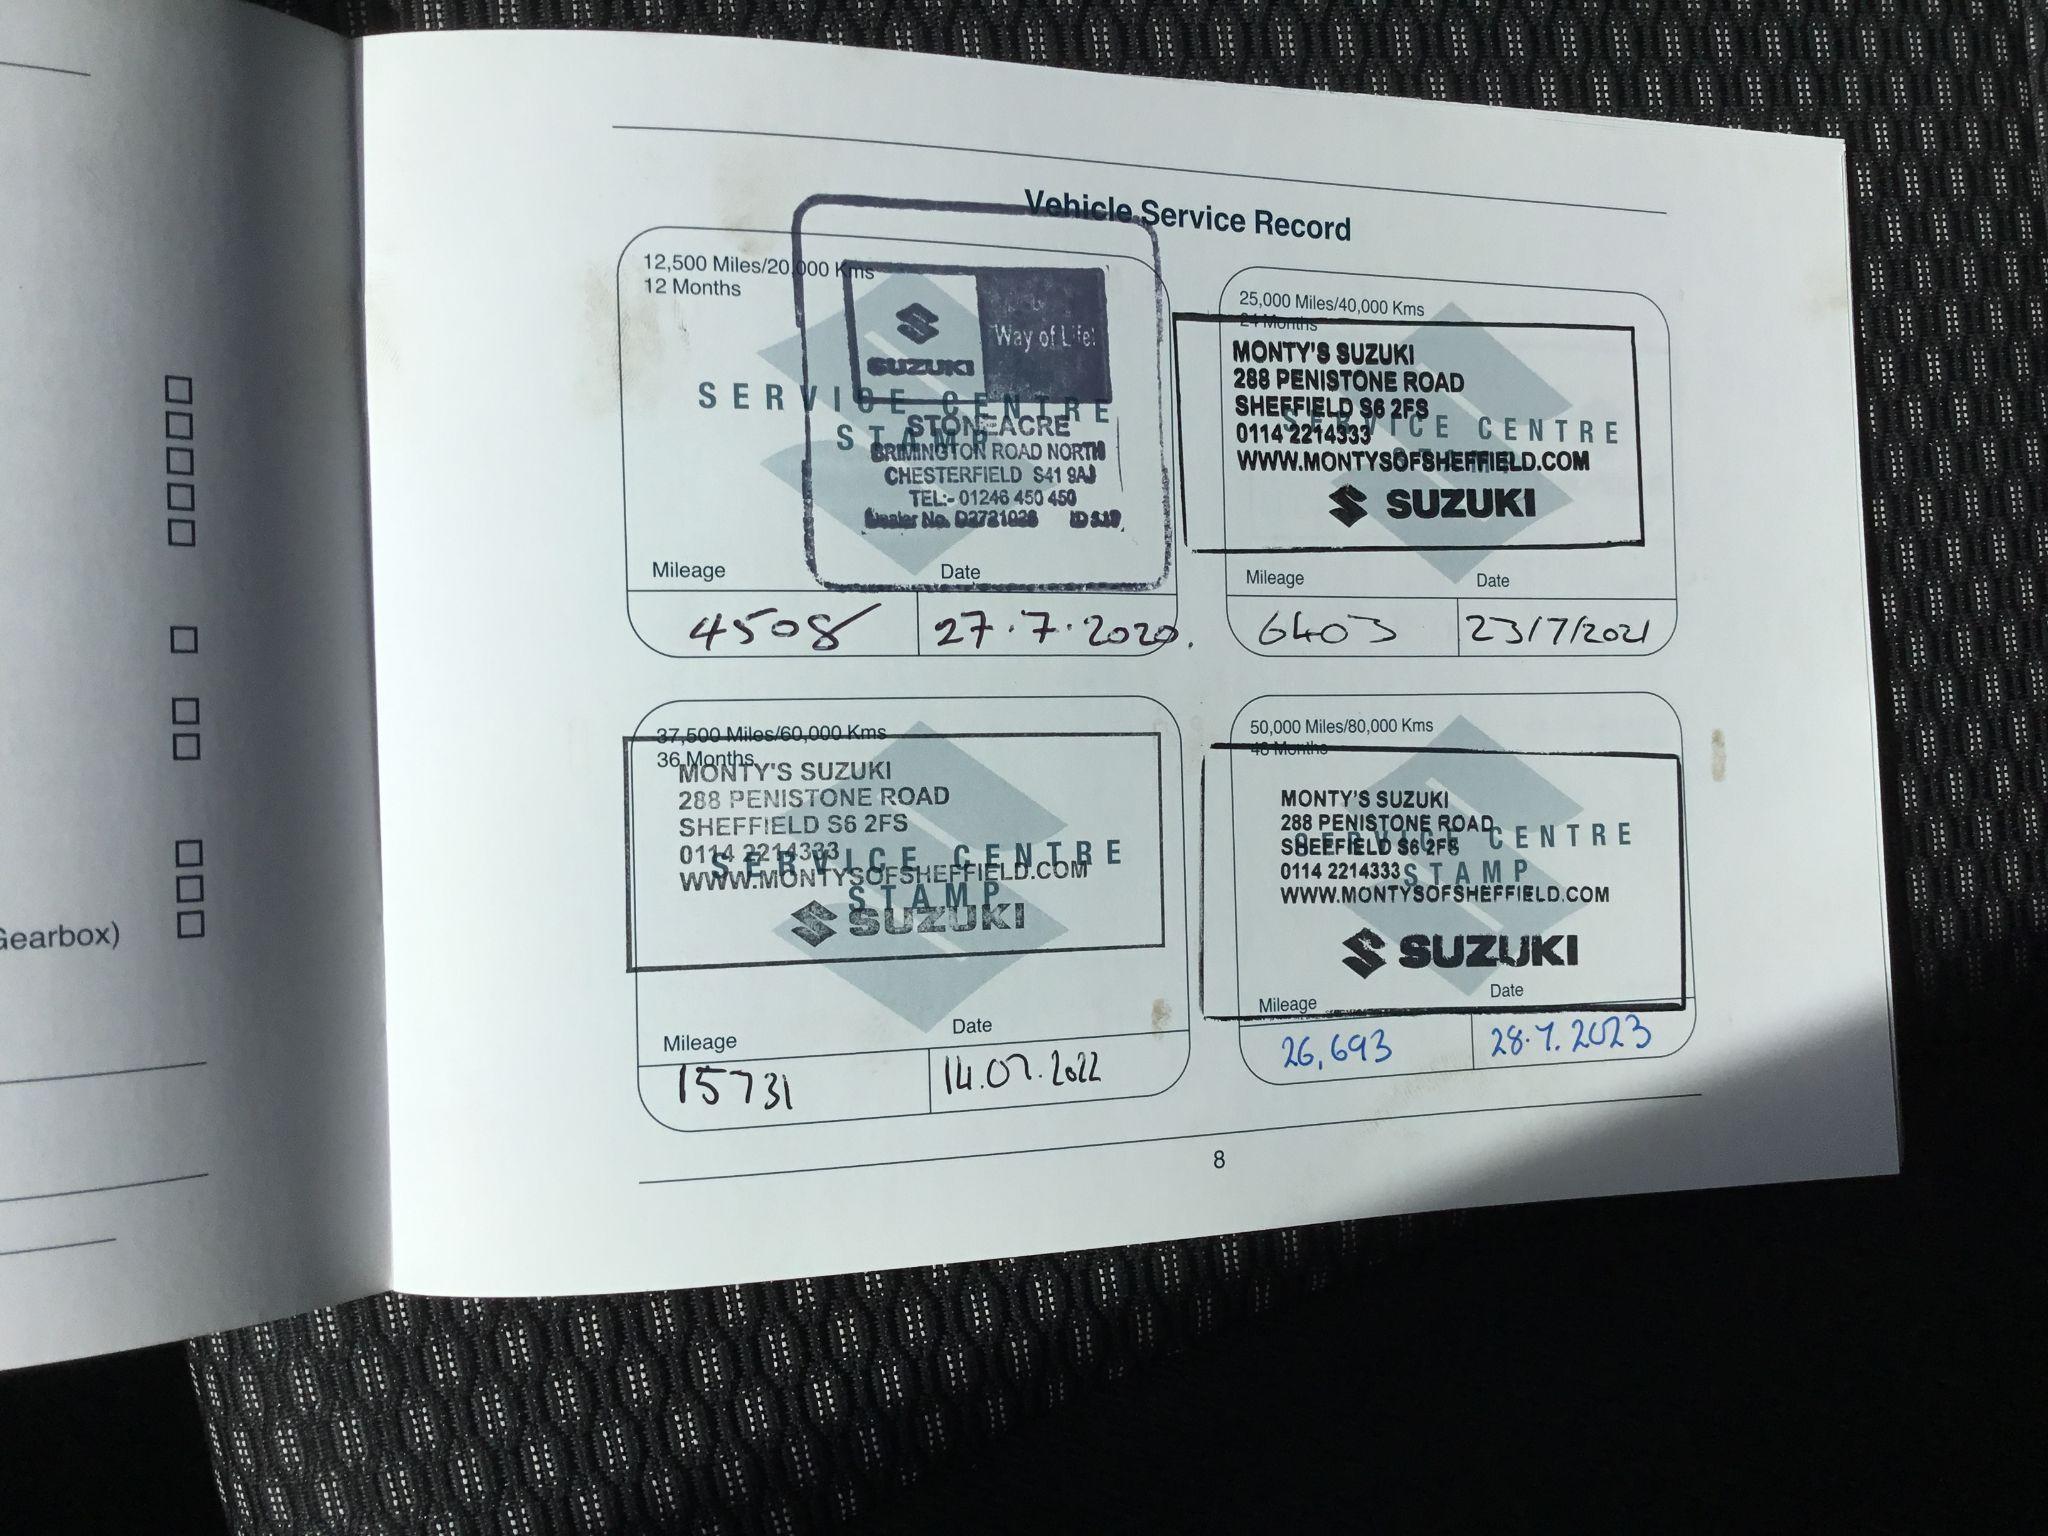 Gearbox)
Vehicle Service Record
12,500 Miles/20,000 Kms
12 Months
SUZUKI
Way of Life!
SERVICE CENTRE
STAMP
STONEACRE
BRIMINGTON ROAD NORTH
CHESTERFIELD S41 9AJ
TEL:- 01246 450 450
Dealer No. D2721028 ID
Mileage Date
4508 27.7.2020.
25,000 Miles/40,000 Kms
24 Months
MONTY'S SUZUKI
288 PENISTONE ROAD
SHEFFIELD S6 2FS
0114 2214333
SERVICE CENTRE
STAMP
WWW.MONTYSOFSHEFFIELD.COM
SUZUKI
Mileage Date
6403 23/7/2021
37,500 Miles/60,000 Kms
36 Months
MONTY'S SUZUKI
288 PENISTONE ROAD
SHEFFIELD S6 2FS
0114 2214333
SERVICE CENTRE
WWW.MONTYSOFSHEFFIELD.COM
STAMP
SUZUKI
Mileage Date
15731 14.07.2022
50,000 Miles/80,000 Kms
48 Months
MONTY'S SUZUKI
288 PENISTONE ROAD
SERVICE CENTRE
SHEFFIELD S6 2FS
0114 2214333
STAMP
WWW.MONTYSOFSHEFFIELD.COM
SUZUKI
Mileage Date
26,693 28.7.2023
8